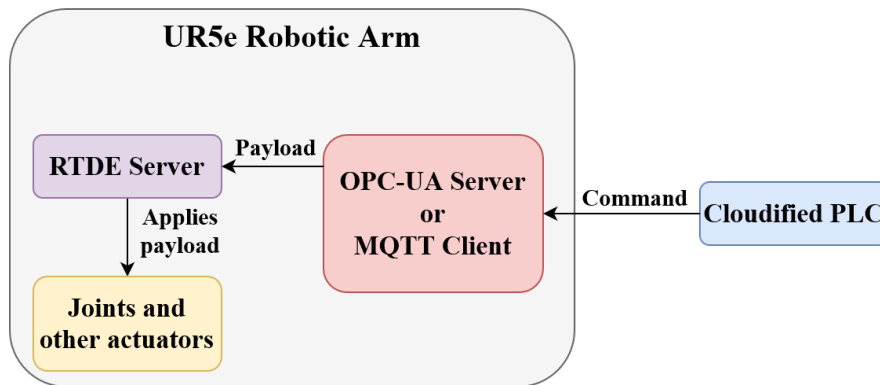 UR5e Robotic Arm
RTDE Server
Payload
OPC-UA Server
or
MQTT Client
Command
Cloudified PLC
Applies
payload
Joints and
other actuators